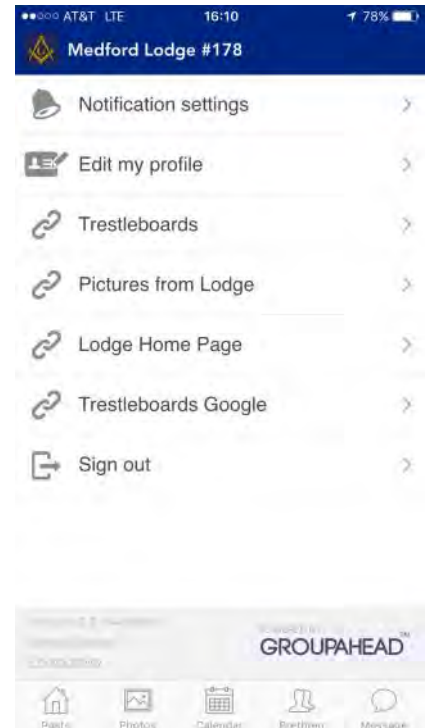 AT&T LTE 16:10 78%
Medford Lodge #178
Notification settings
Edit my profile
Trestleboards
Pictures from Lodge
Lodge Home Page
Trestleboards Google
Sign out
GROUPAHEAD™
Posts Photos Calendar Brethren Message